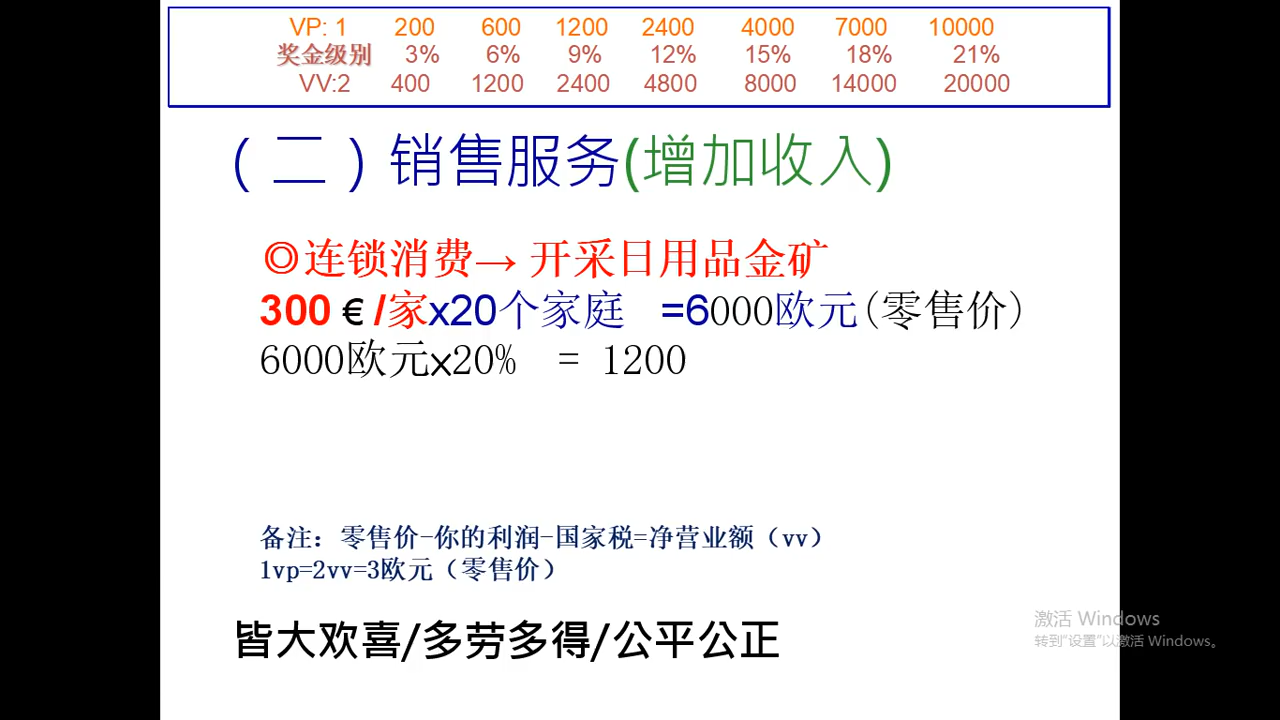 VP: 1 200 600 1200 2400 4000 7000 10000
奖金级别 3% 6% 9% 12% 15% 18% 21%
VV:2 400 1200 2400 4800 8000 14000 20000
(二) 销售服务(增加收入)
◎连锁消费→ 开采日用品金矿
300 € /家x20个家庭 =6000欧元(零售价)
6000欧元x20% = 1200
备注：零售价-你的利润-国家税=净营业额（vv）
1vp=2vv=3欧元（零售价）
皆大欢喜/多劳多得/公平公正
激活 Windows
转到"设置"以激活 Windows。